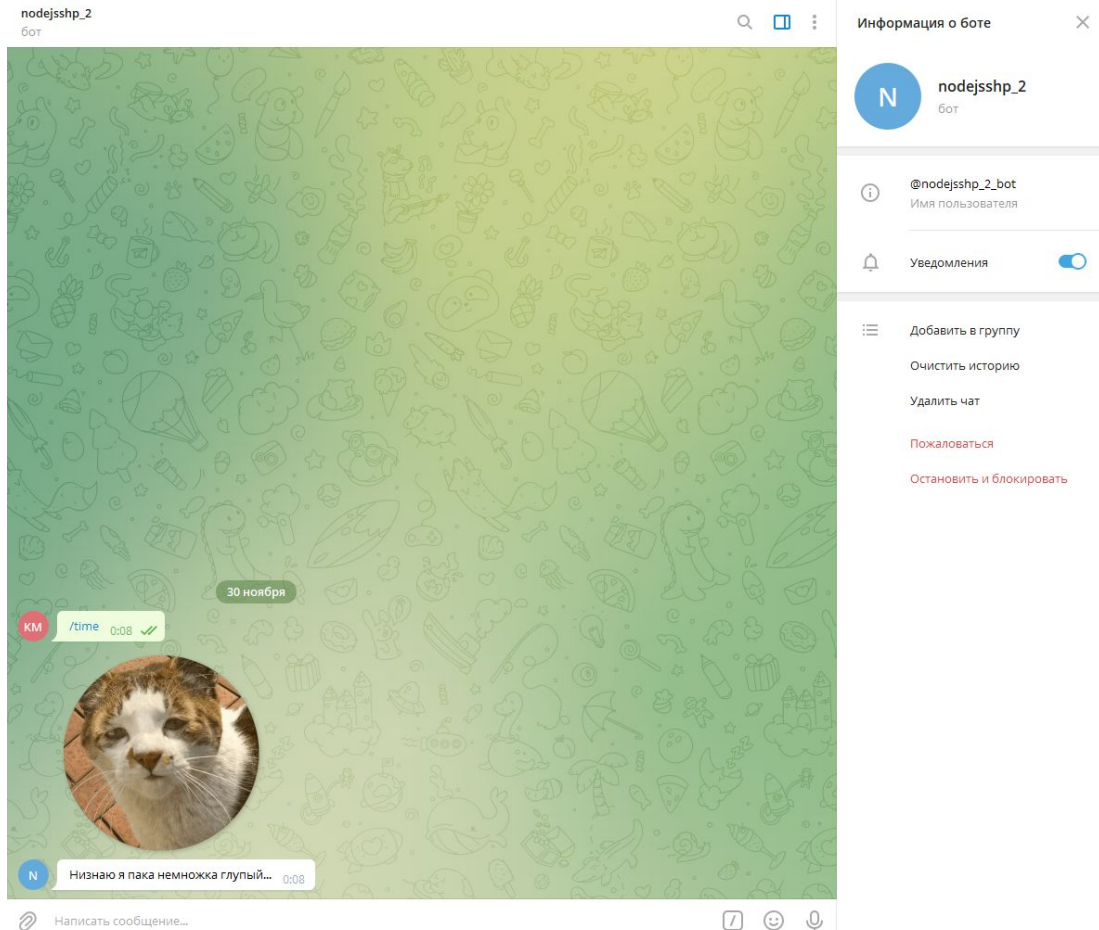 nodejsshp_2
бот
30 ноября
KM
/time 0:08
N
Низнаю я пака немножка глупый... 0:08
Написать сообщение...
Информация о боте
N
nodejsshp_2
бот
@nodejsshp_2_bot
Имя пользователя
Уведомления
Добавить в группу
Очистить историю
Удалить чат
Пожаловаться
Остановить и блокировать